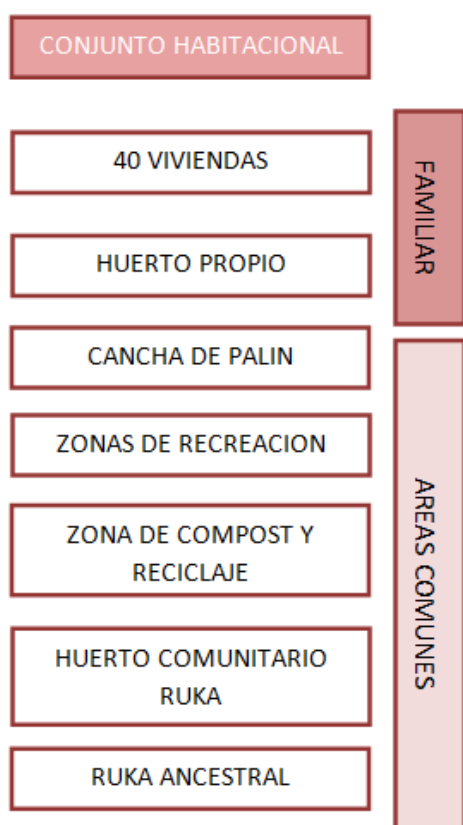 CONJUNTO HABITACIONAL
40 VIVIENDAS
HUERTO PROPIO
FAMILIAR
CANCHA DE PALIN
ZONAS DE RECREACION
ZONA DE COMPOST Y
RECICLAJE
HUERTO COMUNITARIO
RUKA
RUKA ANCESTRAL
AREAS COMUNES